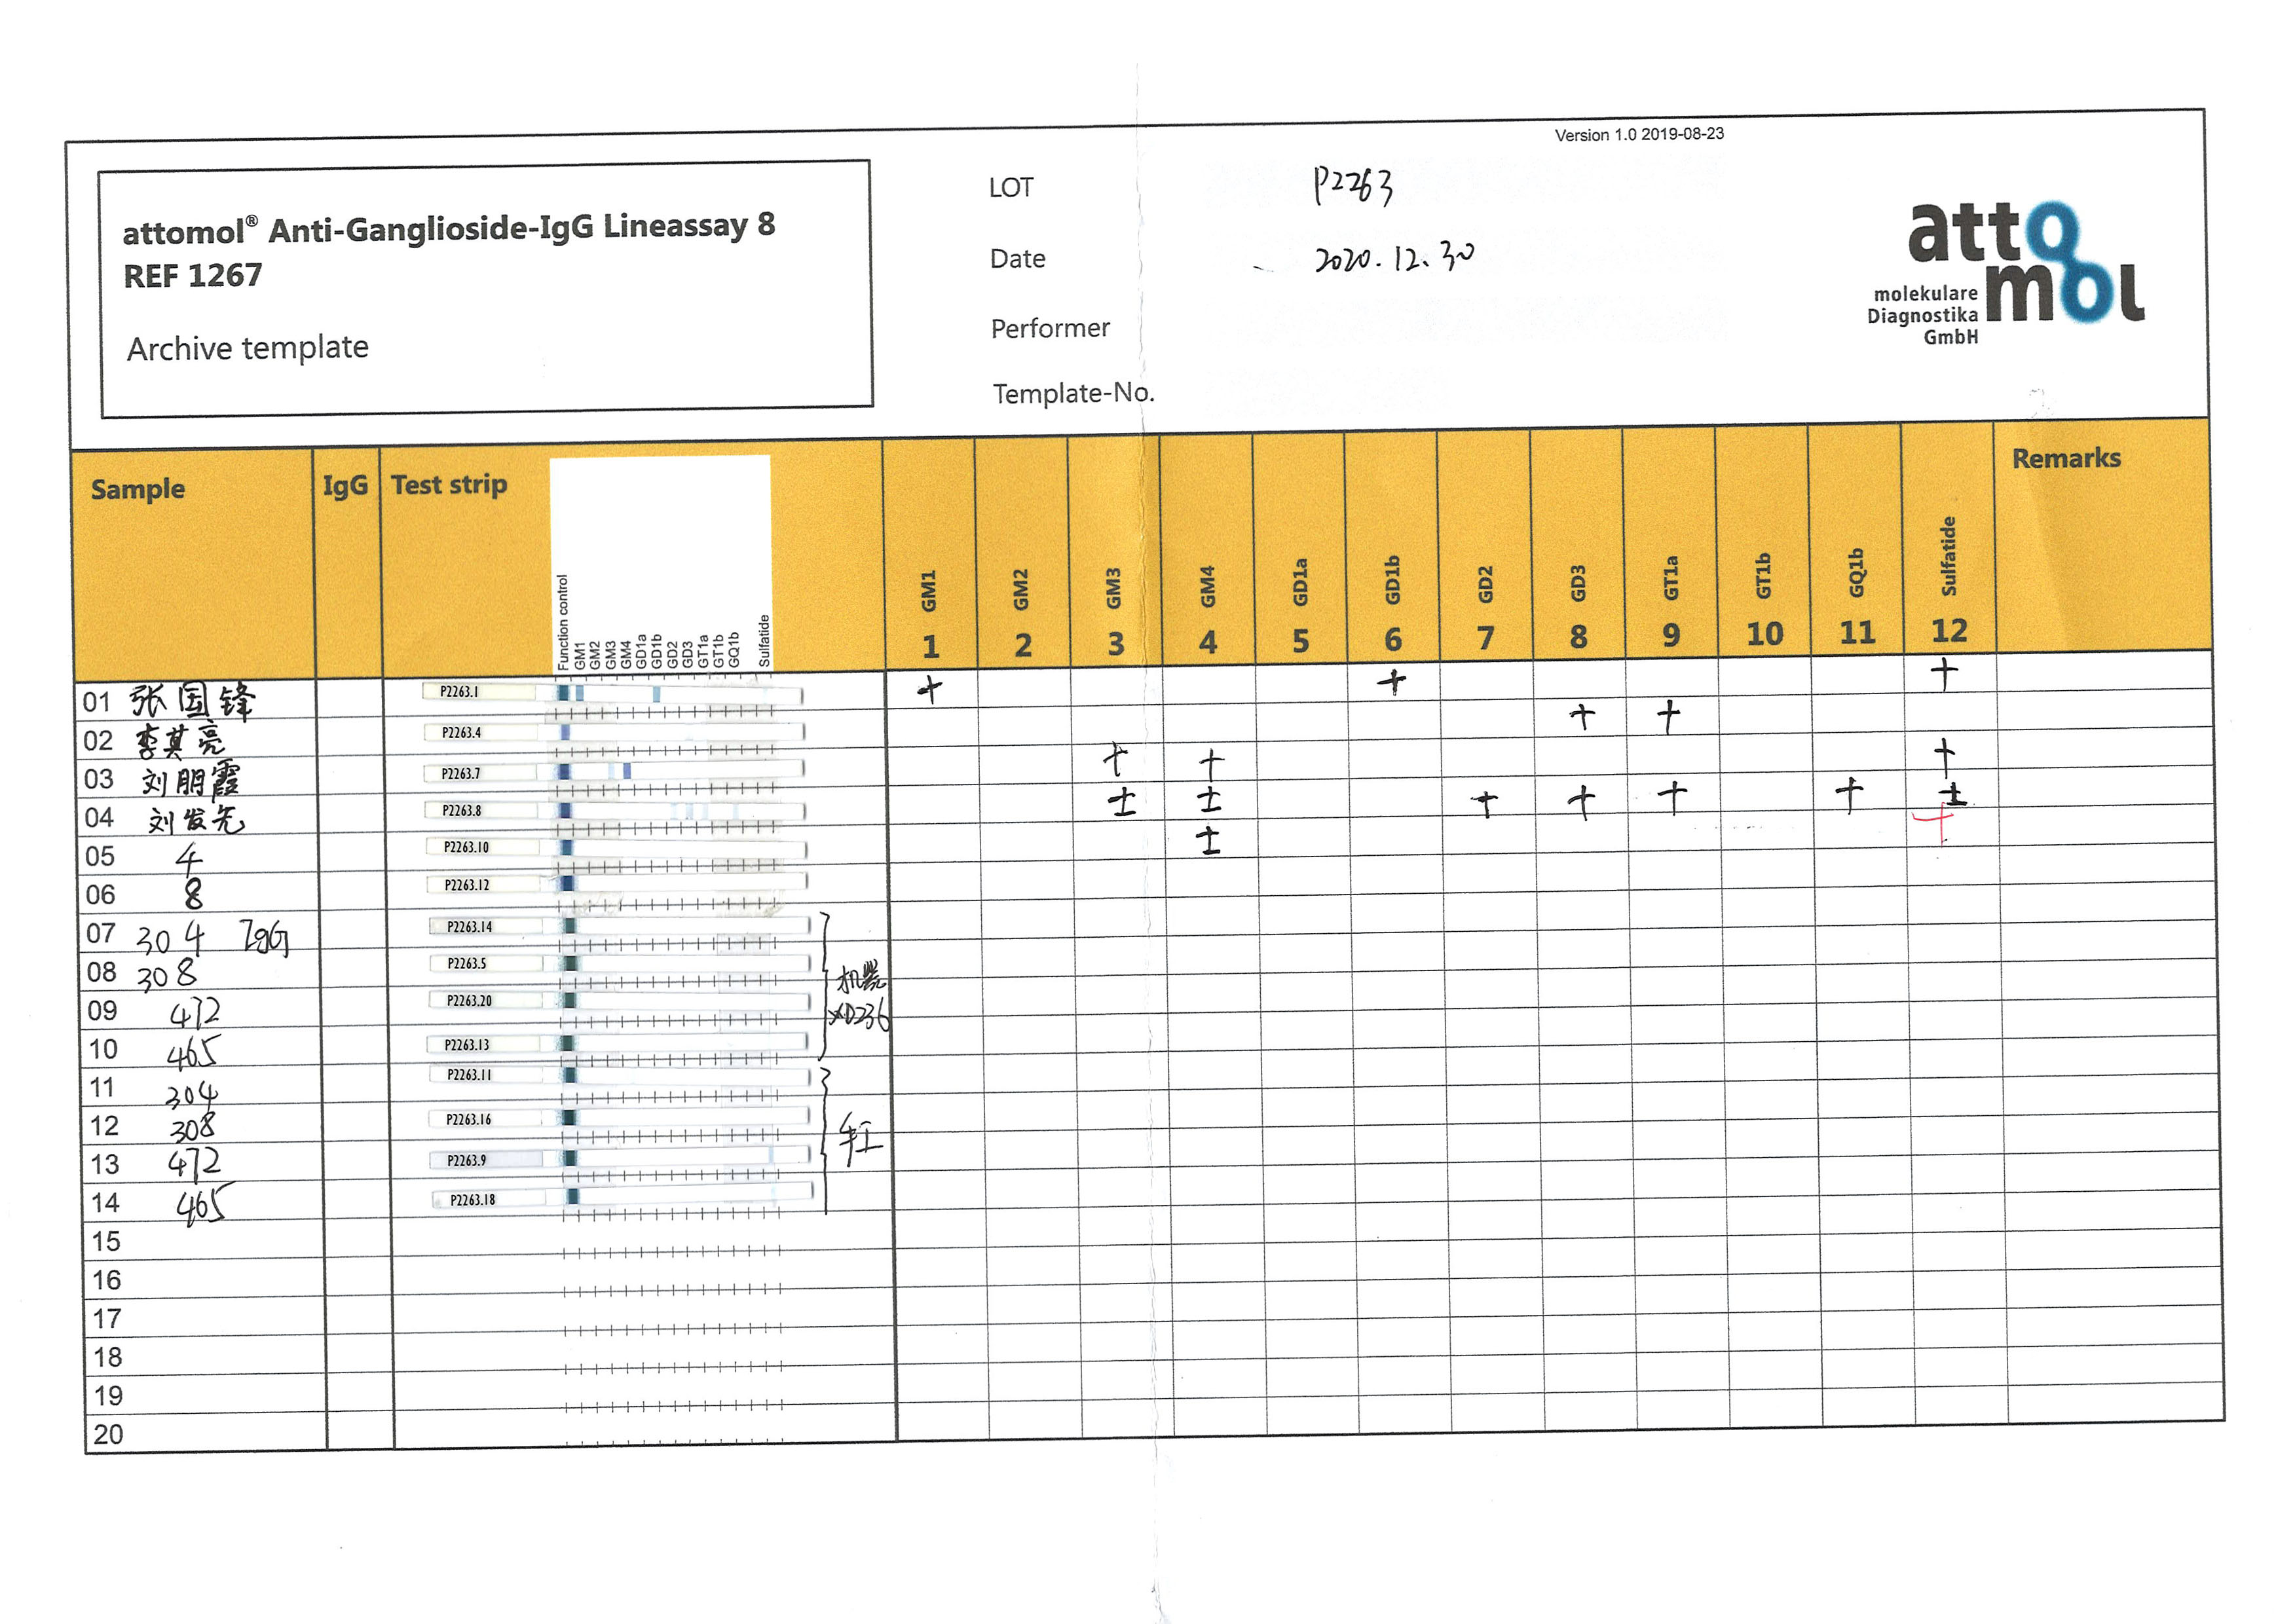 Version 1.0 2019-08-23
attomol® Anti-Ganglioside-IgG Lineassay 8
REF 1267
Archive template
LOT P2263
Date 2020.12.30
Performer
Template-No.
attomol
molekulare
Diagnostika
GmbH
Sample IgG Test strip Remarks
Function control
GM1
GM2
GM3
GM4
GD1a
GD1b
GD2
GD3
GT1a
GT1b
GQ1b
Sulfatide
GM1 GM2 GM3 GM4 GD1a GD1b GD2 GD3 GT1a GT1b GQ1b Sulfatide
1 2 3 4 5 6 7 8 9 10 11 12
01 张国锋 P2263.1 + + +
02 李其亮 P2263.4 + +
03 刘朋霞 P2263.7 + + +
04 刘发先 P2263.8 ± ± + + + + ±
05 4 P2263.10 ± +
06 8 P2263.12
07 304 IgG P2263.14
08 308 P2263.5
机器
XD236
09 472 P2263.20
10 465 P2263.13
11 304 P2263.11
12 308 P2263.16
手工
13 472 P2263.9
14 465 P2263.18
15
16
17
18
19
20